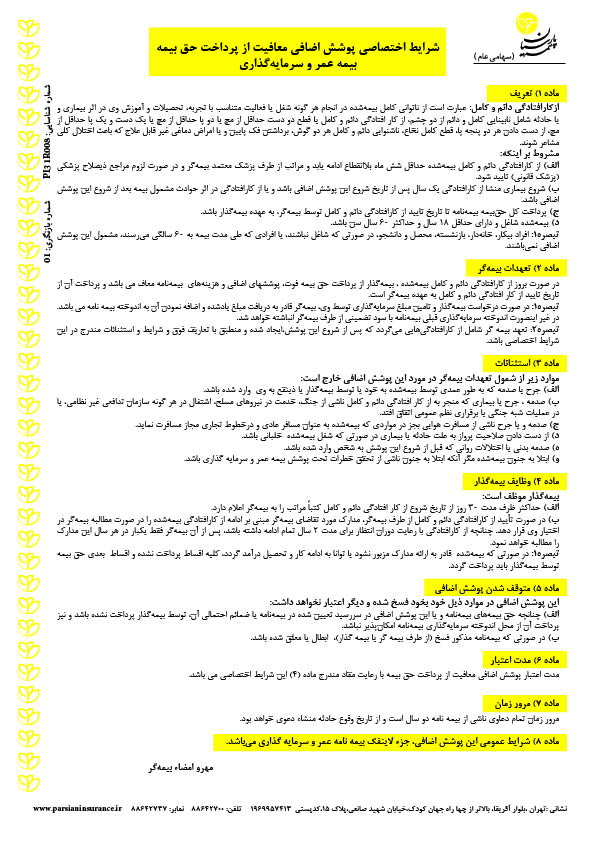 پارسیان
(سهامی عام)
شرایط اختصاصی پوشش اضافی معافیت از پرداخت حق بیمه
بیمه عمر و سرمایه‌گذاری
شماره شناسایی: PI31R008 شماره بازنگری: 01
ماده ۱) تعریف
ازکارافتادگی دائم و کامل: عبارت است از ناتوانی کامل بیمه‌شده در انجام هر گونه شغل یا فعالیت متناسب با تجربه، تحصیلات و آموزش وی در اثر بیماری و
یا حادثه شامل نابینایی کامل و دائم از دو چشم، از کار افتادگی دائم و کامل یا قطع دو دست حداقل از مچ یا دو پا حداقل از مچ یا یک دست و یک پا حداقل از
مچ، از دست دادن هر دو پنجه پا، قطع کامل نخاع، ناشنوایی دائم و کامل هر دو گوش، برداشتن فک پایین و یا امراض دماغی غیر قابل علاج که باعث اختلال کلی
مشاعر شوند.
مشروط بر اینکه:
الف) از کارافتادگی دائم و کامل بیمه‌شده حداقل شش ماه بلاانقطاع ادامه یابد و مراتب از طرف پزشک معتمد بیمه‌گر و در صورت لزوم مراجع ذیصلاح پزشکی
(پزشک قانونی) تایید شود.
ب) شروع بیماری منشا از کارافتادگی یک سال پس از تاریخ شروع این پوشش اضافی باشد و یا از کارافتادگی در اثر حوادث مشمول بیمه بعد از شروع این پوشش
اضافی باشد.
ج) پرداخت کل حق‌بیمه بیمه‌نامه تا تاریخ تایید از کارافتادگی دائم و کامل توسط بیمه‌گر، به عهده بیمه‌گذار باشد.
د) بیمه‌شده شاغل و دارای حداقل ۱۸ سال و حداکثر ۶۰ سال سن باشد.
تبصره۱: افراد بیکار، خانه‌دار، بازنشسته، محصل و دانشجو، در صورتی که شاغل نباشند، یا افرادی که طی مدت بیمه به ۶۰ سالگی می‌رسند، مشمول این پوشش
اضافی نمی‌باشند.
ماده ۲) تعهدات بیمه‌گر
در صورت بروز از کارافتادگی دائم و کامل بیمه‌شده ، بیمه‌گذار از پرداخت حق بیمه فوت، پوششهای اضافی و هزینه‌های بیمه‌نامه معاف می باشد و پرداخت آن از
تاریخ تایید از کار افتادگی دائم و کامل به عهده بیمه‌گر است.
تبصره۱: در صورت درخواست بیمه‌گذار و تامین مبلغ سرمایه‌گذاری توسط وی، بیمه‌گر قادر به دریافت مبلغ یادشده و اضافه نمودن آن به اندوخته بیمه نامه می باشد.
در غیر اینصورت اندوخته سرمایه‌گذاری قبلی بیمه‌نامه با سود تضمینی از طرف بیمه‌گر انباشته خواهد شد.
تبصره۲: تعهد بیمه گر شامل از کارافتادگی‌هایی می‌گردد که پس از شروع این پوشش،ایجاد شده و منطبق با تعاریف فوق و شرایط و استثنائات مندرج در این
شرایط اختصاصی باشد.
ماده ۳) استثنائات
موارد زیر از شمول تعهدات بیمه‌گر در مورد این پوشش اضافی خارج است:
الف) جرح یا صدمه که به طور عمدی توسط بیمه‌شده به خود یا توسط بیمه‌گذار یا ذینفع به وی وارد شده باشد.
ب) صدمه ، جرح یا بیماری که منجر به از کار افتادگی دائم و کامل ناشی از جنگ، خدمت در نیروهای مسلح، اشتغال در هر گونه سازمان تدافعی غیر نظامی، یا
در عملیات شبه جنگی یا برقراری نظم عمومی اتفاق افتد.
ج) صدمه و یا جرح ناشی از مسافرت هوایی بجز در مواردی که بیمه‌شده به عنوان مسافر عادی و درخطوط تجاری مجاز مسافرت نماید.
د) از دست دادن صلاحیت پرواز به علت حادثه یا بیماری در صورتی که شغل بیمه‌شده خلبانی باشد.
ه) صدمه بدنی یا اختلالات روانی که قبل از شروع این پوشش به شخص وارد شده باشد.
و) ابتلا به جنون بیمه‌شده مگر آنکه ابتلا به جنون ناشی از تحقق خطرات تحت پوشش بیمه عمر و سرمایه گذاری باشد.
ماده ۴) وظایف بیمه‌گذار
بیمه‌گذار موظف است:
الف) حداکثر ظرف مدت ۳۰ روز از تاریخ شروع از کار افتادگی دائم و کامل کتباً مراتب را به بیمه‌گر اعلام دارد.
ب) در صورت تأیید از کارافتادگی دائم و کامل از طرف بیمه‌گر، مدارک مورد تقاضای بیمه‌گر مبنی بر ادامه از کارافتادگی بیمه‌شده را در صورت مطالبه بیمه‌گر در
اختیار وی قرار دهد. چنانچه از کارافتادگی با رعایت دوران انتظار برای مدت ۲ سال تمام ادامه داشته باشد، پس از آن بیمه‌گر فقط یکبار در هر سال این مدارک
را مطالبه خواهد نمود.
تبصره۱: در صورتی که بیمه‌شده قادر به ارائه مدارک مزبور نشود یا توانا به ادامه کار و تحصیل درآمد گردد، کلیه اقساط پرداخت نشده و اقساط بعدی حق بیمه
توسط بیمه‌گذار باید پرداخت گردد.
ماده ۵) متوقف شدن پوشش اضافی
این پوشش اضافی در موارد ذیل خود بخود فسخ شده و دیگر اعتبار نخواهد داشت:
الف) چنانچه حق بیمه‌های بیمه‌نامه و یا این پوشش اضافی در سررسید تعیین شده در بیمه‌نامه یا ضمائم احتمالی آن، توسط بیمه‌گذار پرداخت نشده باشد و نیز
پرداخت آن از محل اندوخته سرمایه‌گذاری بیمه‌نامه امکان‌پذیر نباشد.
ب) در صورتی که بیمه‌نامه مذکور فسخ (از طرف بیمه گر یا بیمه گذار)، ابطال یا معلق شده باشد.
ماده ۶) مدت اعتبار
مدت اعتبار پوشش اضافی معافیت از پرداخت حق بیمه با رعایت مفاد مندرج ماده (۴) این شرایط اختصاصی می باشد.
ماده ۷) مرور زمان
مرور زمان تمام دعاوی ناشی از بیمه نامه دو سال است و از تاریخ وقوع حادثه منشاء دعوی خواهد بود.
ماده ۸) شرایط عمومی این پوشش اضافی، جزء لاینفک بیمه نامه عمر و سرمایه گذاری می‌باشد.
مهرو امضاء بیمه‌گر
نشانی :تهران ،بلوار آفریقا، بالاتر از چها راه جهان کودک،خیابان شهید صانعی،پلاک ۱۵،کدپستی ۱۹۶۹۹۵۷۴۱۳ تلفن: ۸۸۶۴۲۷۰۰ نمابر: ۸۸۶۴۲۷۳۷ www.parsianinsurance.ir